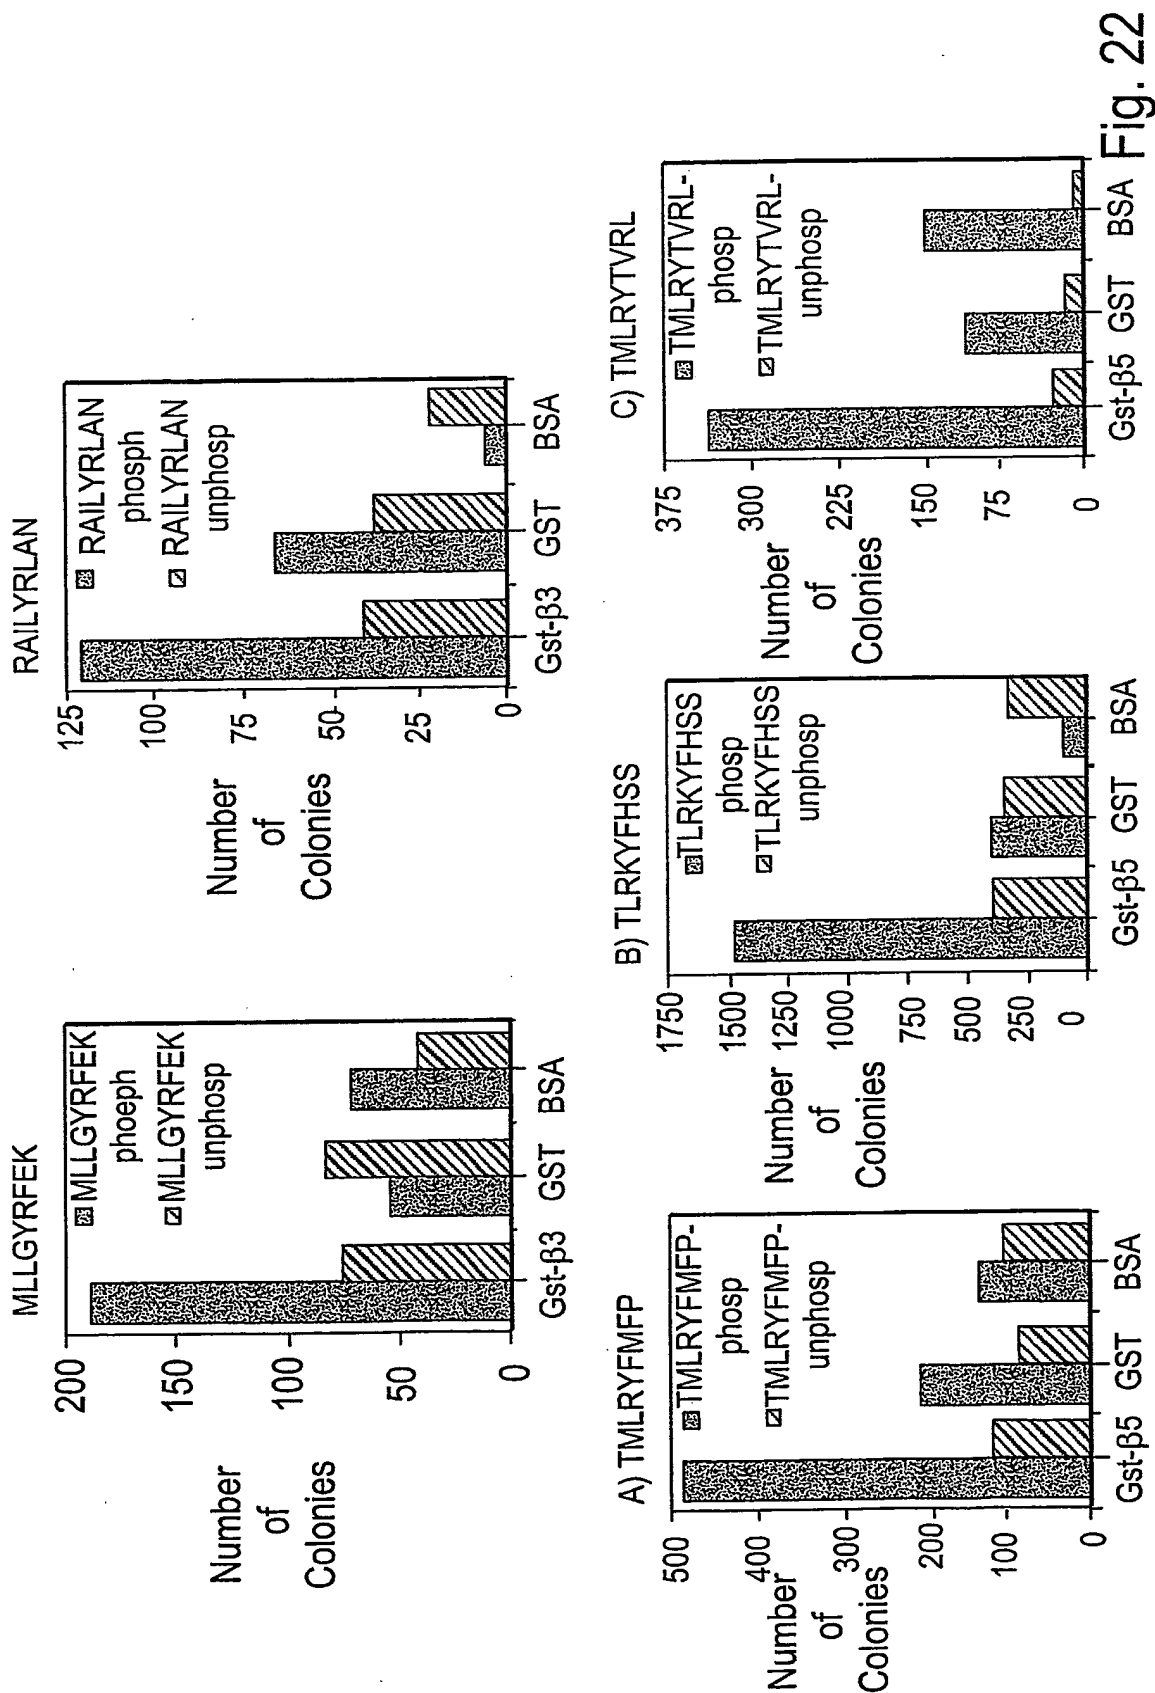 MLLGYRFEK
200
150
100
50
0
Number
of
Colonies
MLLGYRFEK
phoeph
MLLGYRFEK
unphosp
Gst-β3 GST BSA
RAILYRLAN
125
100
75
50
25
0
Number
of
Colonies
RAILYRLAN
phosph
RAILYRLAN
unphosp
Gst-β3 GST BSA
A) TMLRYFMFP
500
400
300
200
100
0
Number
of
Colonies
TMLRYFMFP-
phosp
TMLRYFMFP-
unphosp
Gst-β5 GST BSA
B) TLRKYFHSS
1750
1500
1250
1000
750
500
250
0
Number
of
Colonies
TLRKYFHSS
phosp
TLRKYFHSS
unphosp
Gst-β5 GST BSA
C) TMLRYTVRL
375
300
225
150
75
0
Number
of
Colonies
TMLRYTVRL-
phosp
TMLRYTVRL-
unphosp
Gst-β5 GST BSA
Fig. 22